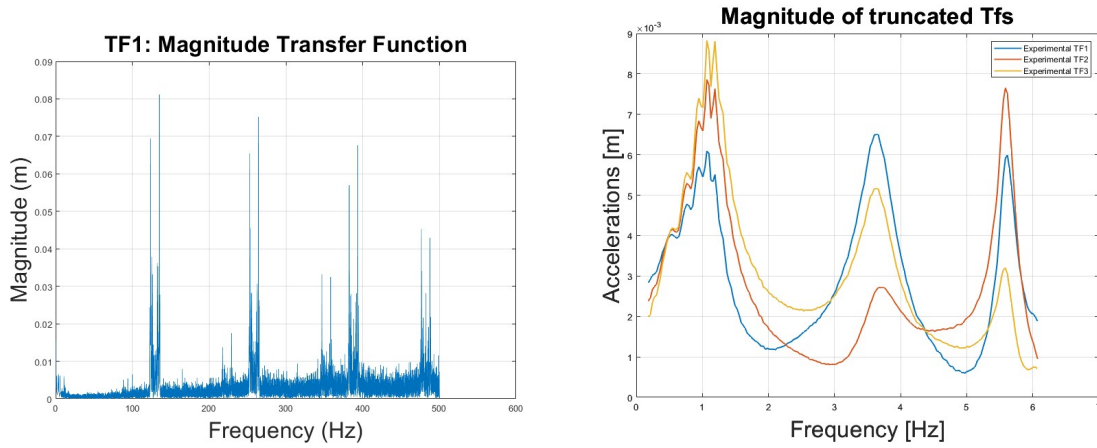 TF1: Magnitude Transfer Function
0.09
0.08
0.07
0.06
0.05
0.04
0.03
0.02
0.01
0
Magnitude (m)
0 100 200 300 400 500 600
Frequency (Hz)
Magnitude of truncated Tfs
×10⁻³
9
8
7
6
5
4
3
2
1
0
Accelerations [m]
Experimental TF1
Experimental TF2
Experimental TF3
0 1 2 3 4 5 6 7
Frequency [Hz]